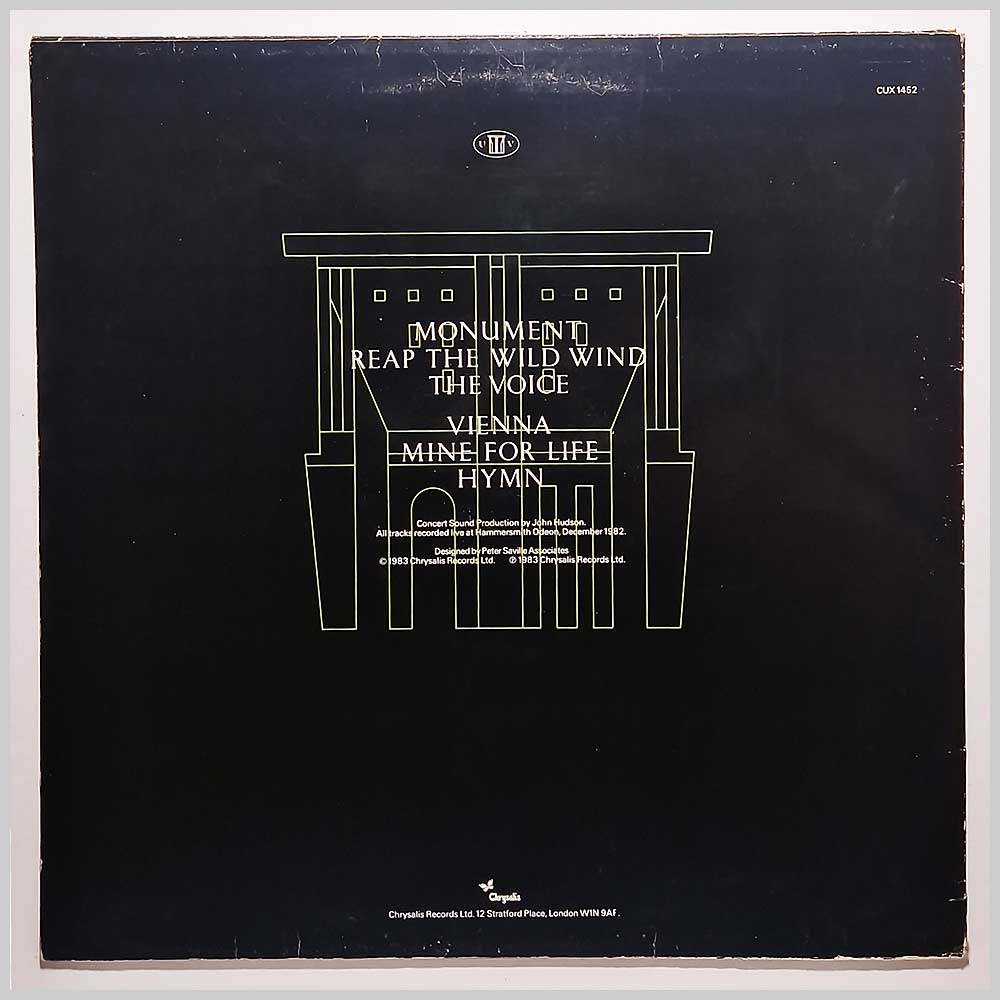 CUX 1452
U V
MONUMENT
REAP THE WILD WIND
THE VOICE
VIENNA
MINE FOR LIFE
HYMN
Concert Sound Production by John Hudson.
All tracks recorded live at Hammersmith Odeon, December 1982.
Designed by Peter Saville Associates
© 1983 Chrysalis Records Ltd. ℗ 1983 Chrysalis Records Ltd.
Chrysalis
Chrysalis Records Ltd. 12 Stratford Place, London W1N 9AF.